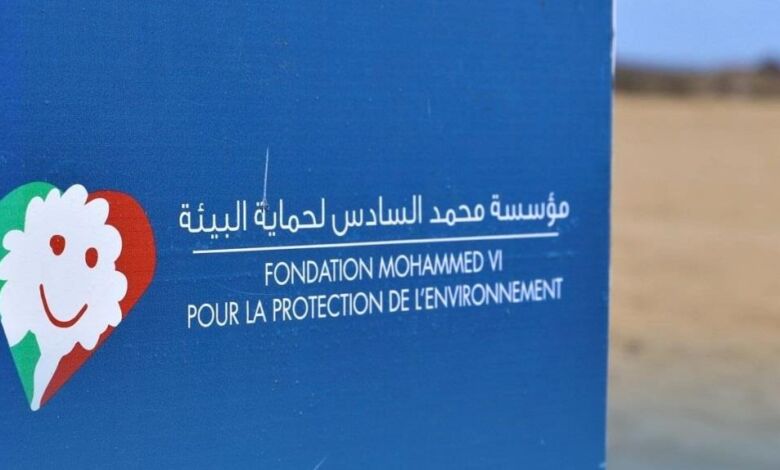 مؤسسة محمد السادس لحماية البيئة
FONDATION MOHAMMED VI
POUR LA PROTECTION DE L'ENVIRONNEMENT